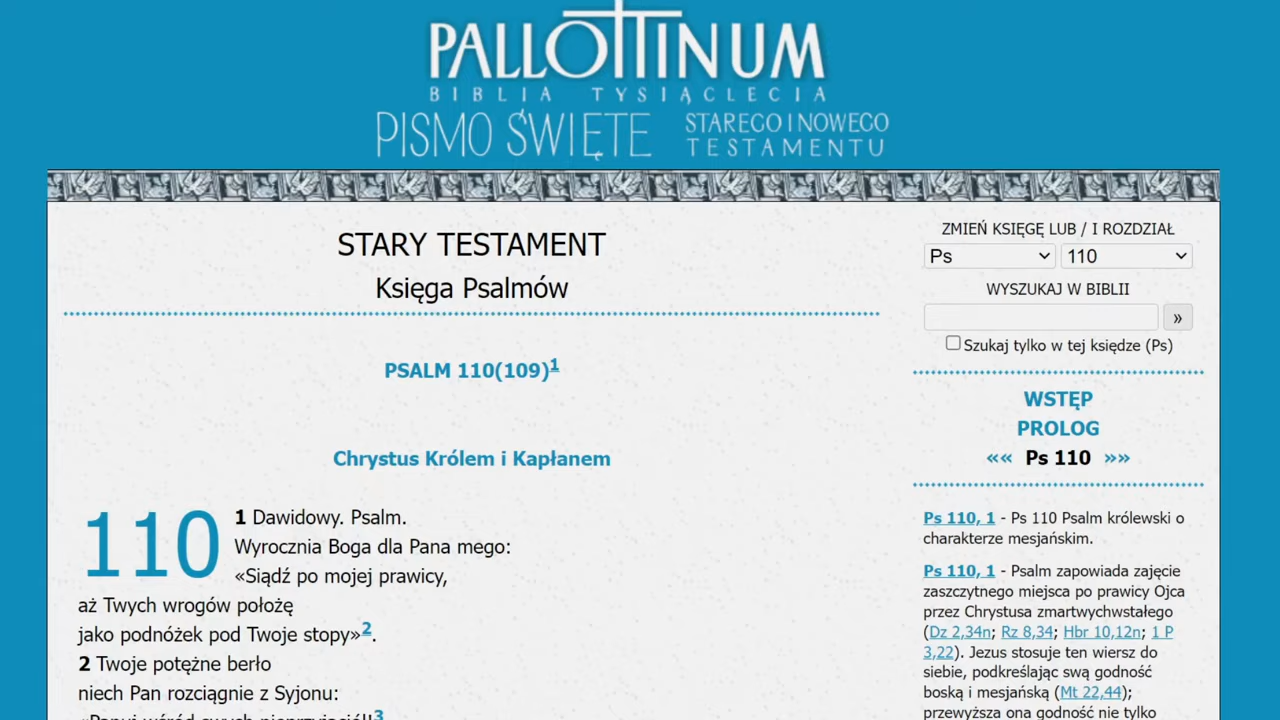 PALLOTTINUM
BIBLIA TYSIĄCLECIA
PISMO ŚWIĘTE
STAREGO I NOWEGO
TESTAMENTU
STARY TESTAMENT
Księga Psalmów
PSALM 110(109)1
Chrystus Królem i Kapłanem
110
1 Dawidowy. Psalm.
Wyrocznia Boga dla Pana mego:
«Siądź po mojej prawicy,
aż Twych wrogów położę
jako podnóżek pod Twoje stopy»2.
2 Twoje potężne berło
niech Pan rozciągnie z Syjonu:
«Panuj wśród swych nieprzyjaciół!3
ZMIEŃ KSIĘGĘ LUB / I ROZDZIAŁ
Ps 110
WYSZUKAJ W BIBLII
»
Szukaj tylko w tej księdze (Ps)
WSTĘP
PROLOG
«« Ps 110 »»
Ps 110, 1 - Ps 110 Psalm królewski o
charakterze mesjańskim.
Ps 110, 1 - Psalm zapowiada zajęcie
zaszczytnego miejsca po prawicy Ojca
przez Chrystusa zmartwychwstałego
(Dz 2,34n; Rz 8,34; Hbr 10,12n; 1 P
3,22). Jezus stosuje ten wiersz do
siebie, podkreślając swą godność
boską i mesjańską (Mt 22,44);
przewyższa ona godność nie tylko